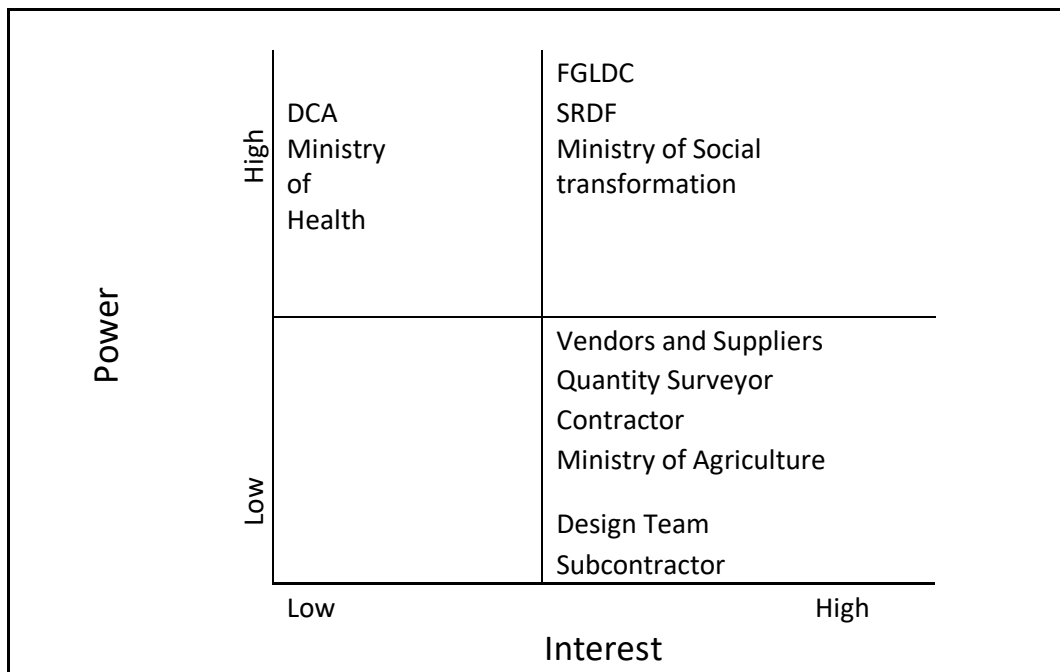 Power
High
Low
DCA
Ministry
of
Health
FGLDC
SRDF
Ministry of Social
transformation
Vendors and Suppliers
Quantity Surveyor
Contractor
Ministry of Agriculture
Design Team
Subcontractor
Low
High
Interest